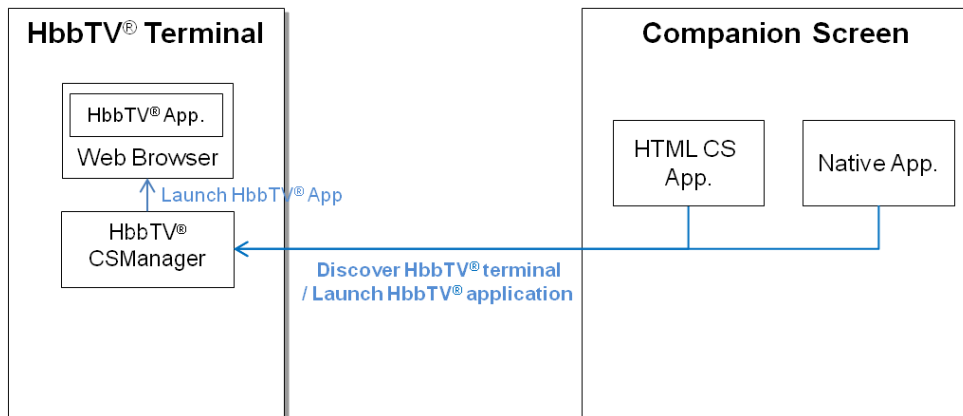 HbbTV® Terminal
HbbTV® App.
Web Browser
Launch HbbTV® App
HbbTV®
CSManager
Discover HbbTV® terminal
/ Launch HbbTV® application
Companion Screen
HTML CS
App.
Native App.